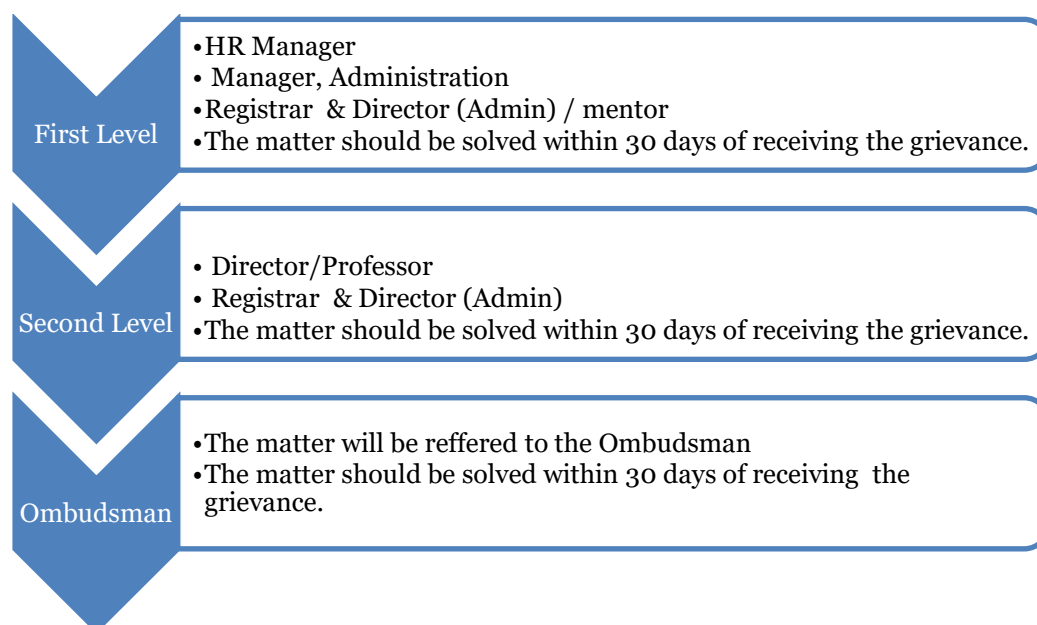 First Level
•HR Manager
• Manager, Administration
•Registrar & Director (Admin) / mentor
•The matter should be solved within 30 days of receiving the grievance.
Second Level
• Director/Professor
• Registrar & Director (Admin)
•The matter should be solved within 30 days of receiving the grievance.
Ombudsman
•The matter will be reffered to the Ombudsman
•The matter should be solved within 30 days of receiving the
grievance.